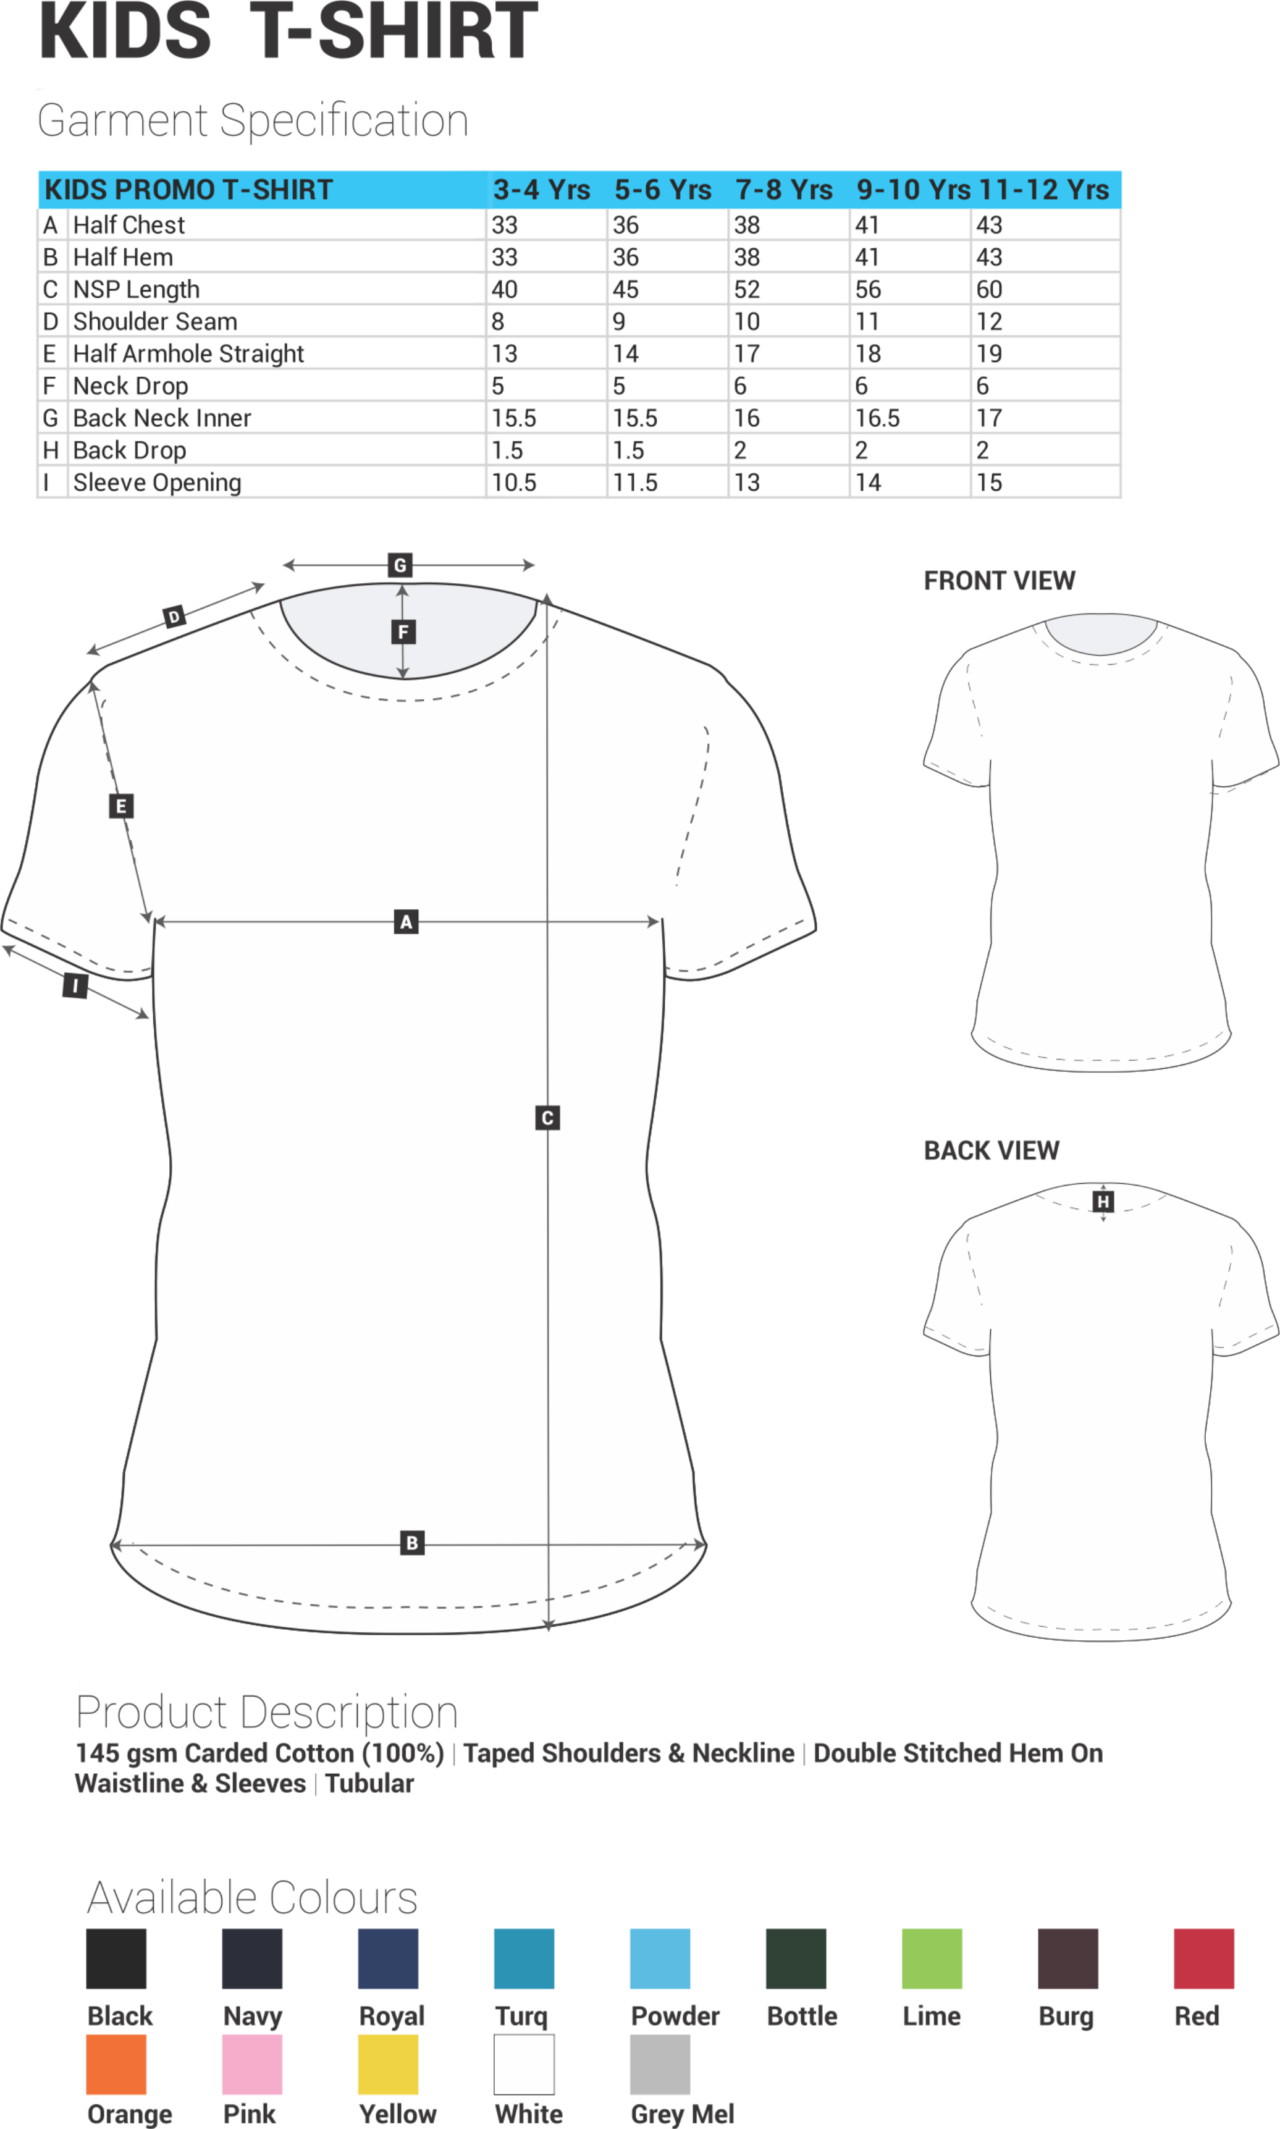 KIDS T-SHIRT
Garment Specification
KIDS PROMO T-SHIRT 3-4 Yrs 5-6 Yrs 7-8 Yrs 9-10 Yrs 11-12 Yrs
A Half Chest 33 36 38 41 43
B Half Hem 33 36 38 41 43
C NSP Length 40 45 52 56 60
D Shoulder Seam 8 9 10 11 12
E Half Armhole Straight 13 14 17 18 19
F Neck Drop 5 5 6 6 6
G Back Neck Inner 15.5 15.5 16 16.5 17
H Back Drop 1.5 1.5 2 2 2
I Sleeve Opening 10.5 11.5 13 14 15
G
D
F
E
A
I
C
B
FRONT VIEW
BACK VIEW
H
Product Description
145 gsm Carded Cotton (100%) | Taped Shoulders & Neckline | Double Stitched Hem On
Waistline & Sleeves | Tubular
Available Colours
Black Navy Royal Turq Powder Bottle Lime Burg Red
Orange Pink Yellow White Grey Mel